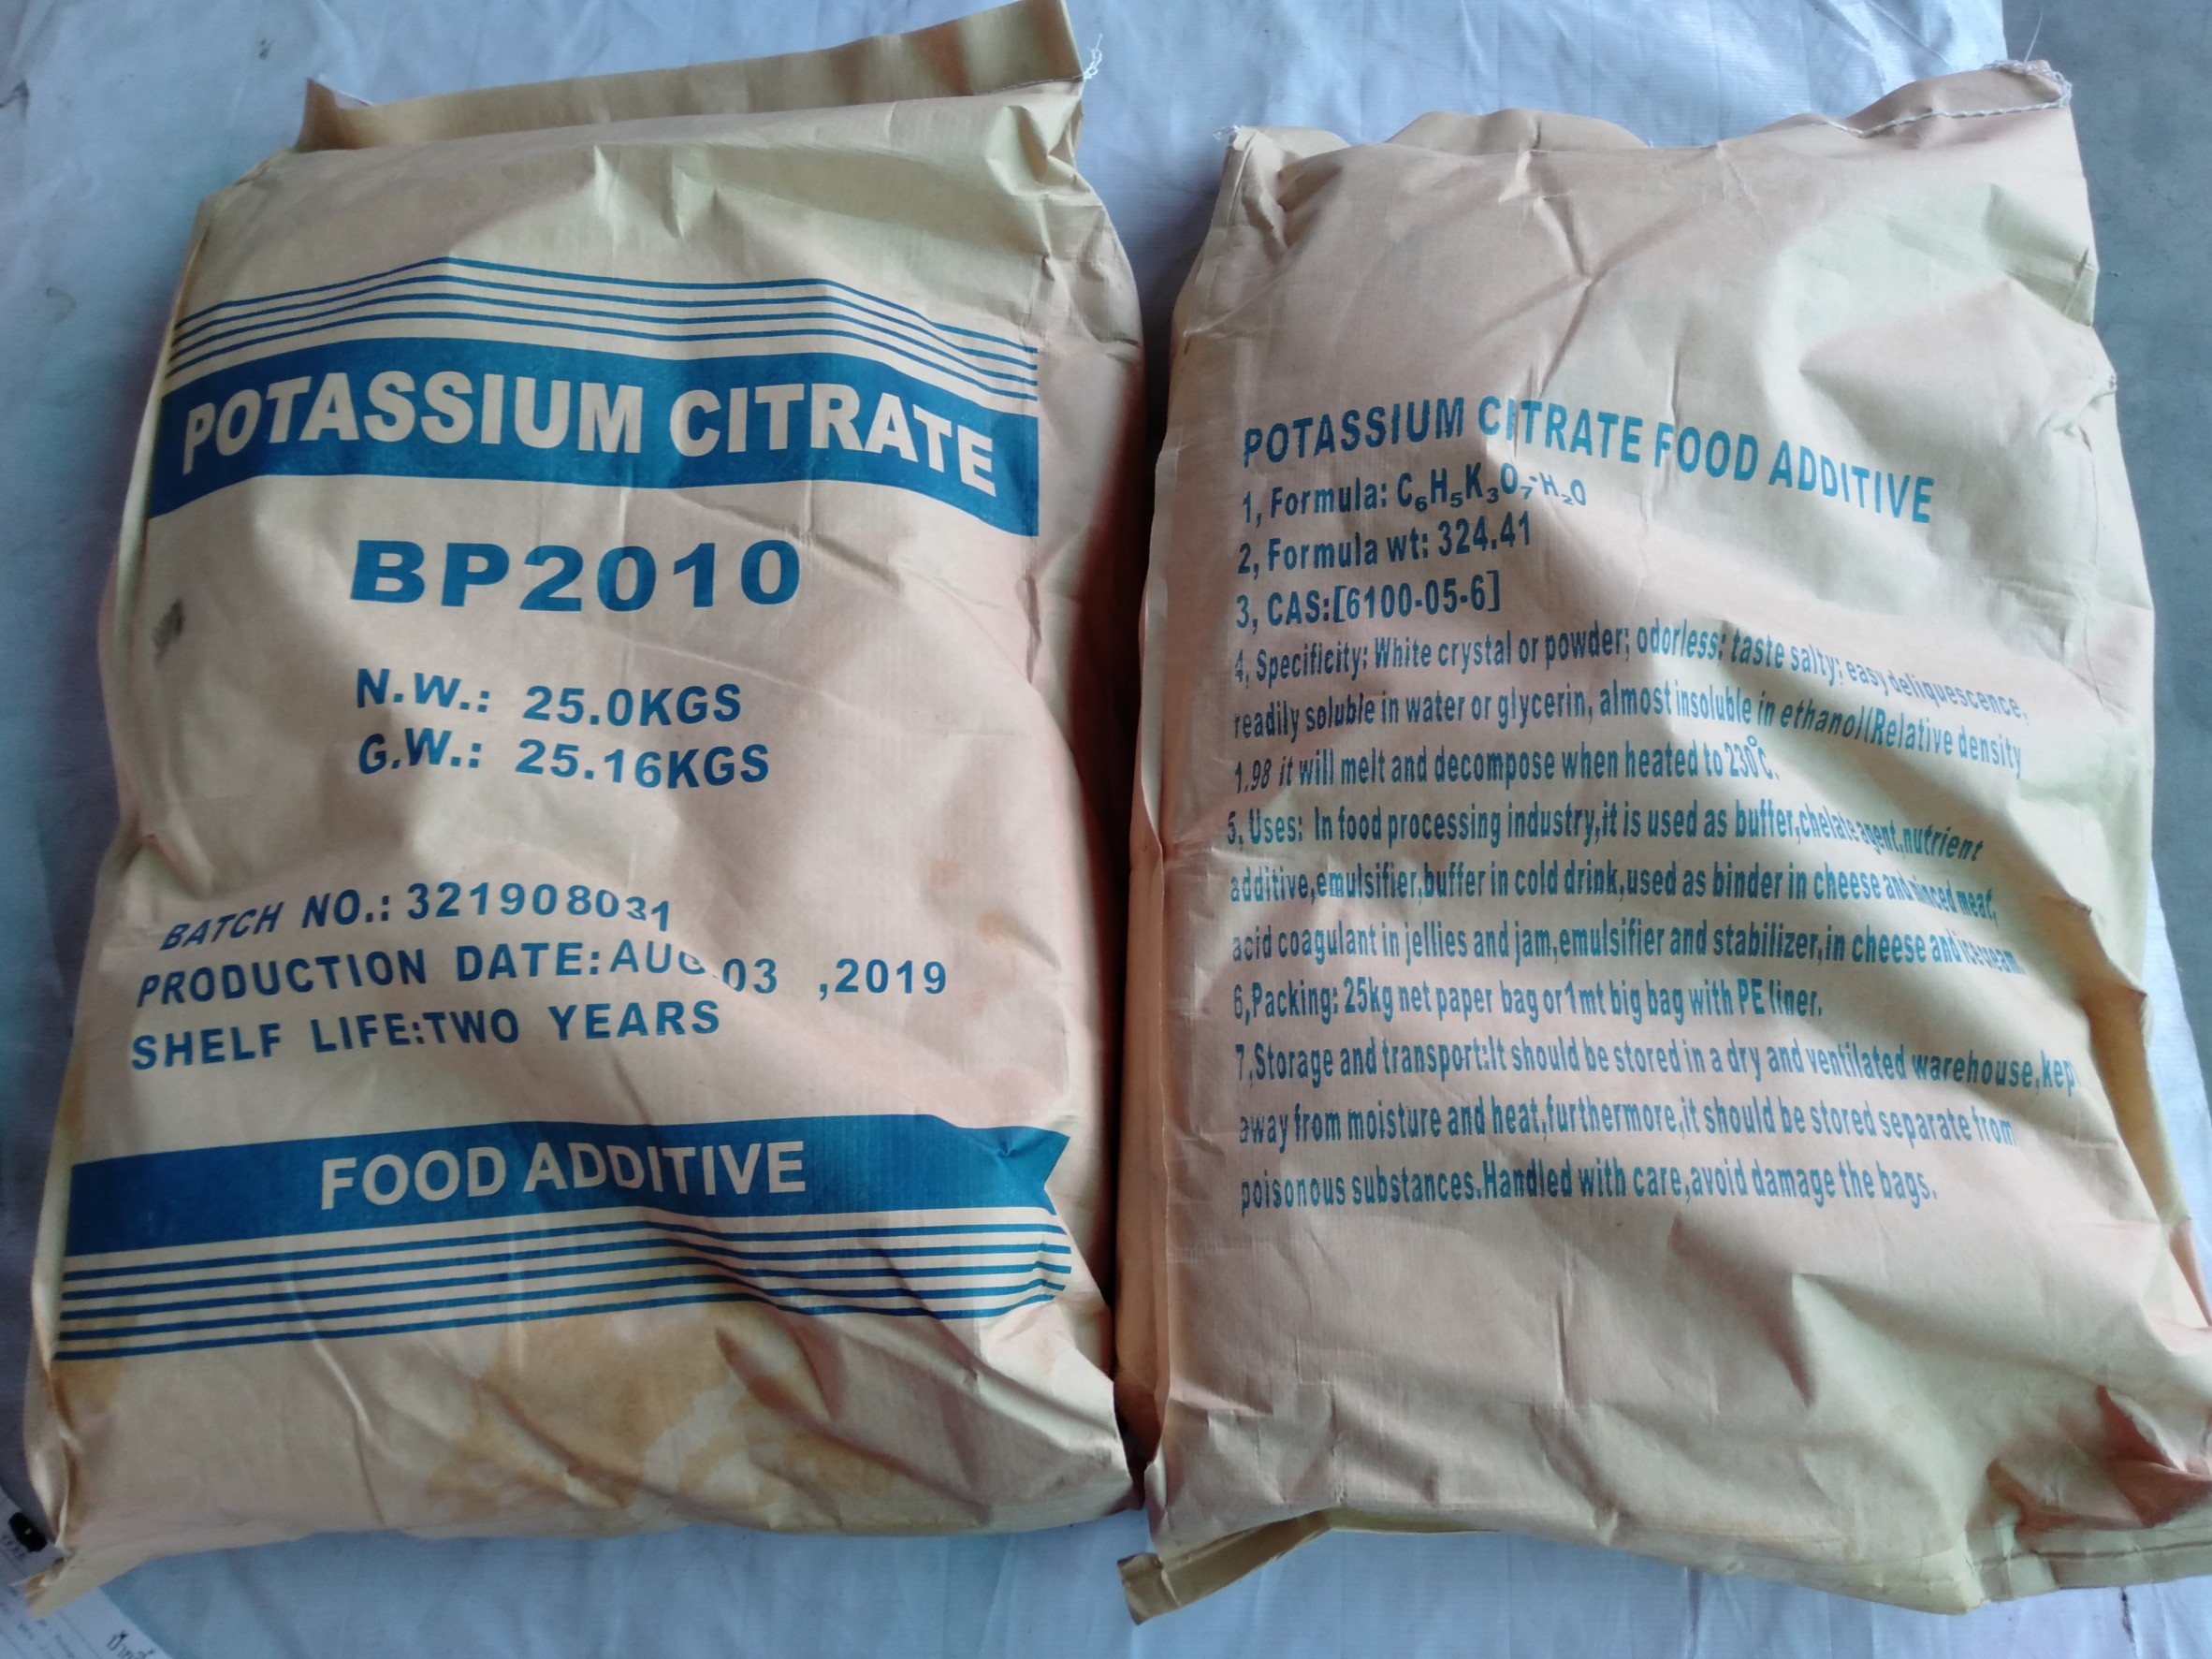 POTASSIUM CITRATE
BP2010
N.W.: 25.0KGS
G.W.: 25.16KGS
BATCH NO.: 321908031
PRODUCTION DATE:AUG 03 ,2019
SHELF LIFE:TWO YEARS
FOOD ADDITIVE
POTASSIUM CITRATE FOOD ADDITIVE
1, Formula: C₆H₅K₃O₇·H₂O
2, Formula wt: 324.41
3, CAS:[6100-05-6]
4, Specificity: White crystal or powder; odorless; taste salty; easy deliquescence,
readily soluble in water or glycerin, almost insoluble in ethanol(Relative density
1.98 it will melt and decompose when heated to 230°C.
5, Uses: In food processing industry,it is used as buffer,chelate agent,nutrient
additive,emulsifier,buffer in cold drink,used as binder in cheese and minced meat,
acid coagulant in jellies and jam,emulsifier and stabilizer,in cheese and
6,Packing: 25kg net paper bag or 1mt big bag with PE liner.
7,Storage and transport:It should be stored in a dry and ventilated warehouse,kep
away from moisture and heat,furthermore,it should be stored separate from
poisonous substances.Handled with care,avoid damage the bags.